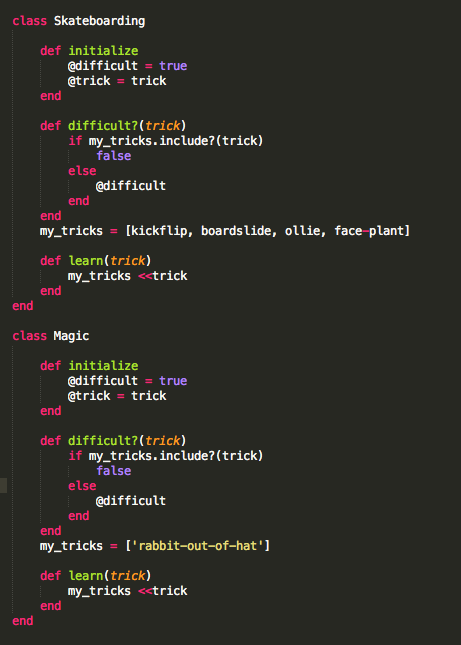 class Skateboarding
def initialize
@difficult = true
@trick = trick
end
def difficult?(trick)
if my_tricks.include?(trick)
false
else
@difficult
end
end
my_tricks = [kickflip, boardslide, ollie, face-plant]
def learn(trick)
my_tricks <<trick
end
end
class Magic
def initialize
@difficult = true
@trick = trick
end
def difficult?(trick)
if my_tricks.include?(trick)
false
else
@difficult
end
end
my_tricks = ['rabbit-out-of-hat']
def learn(trick)
my_tricks <<trick
end
end